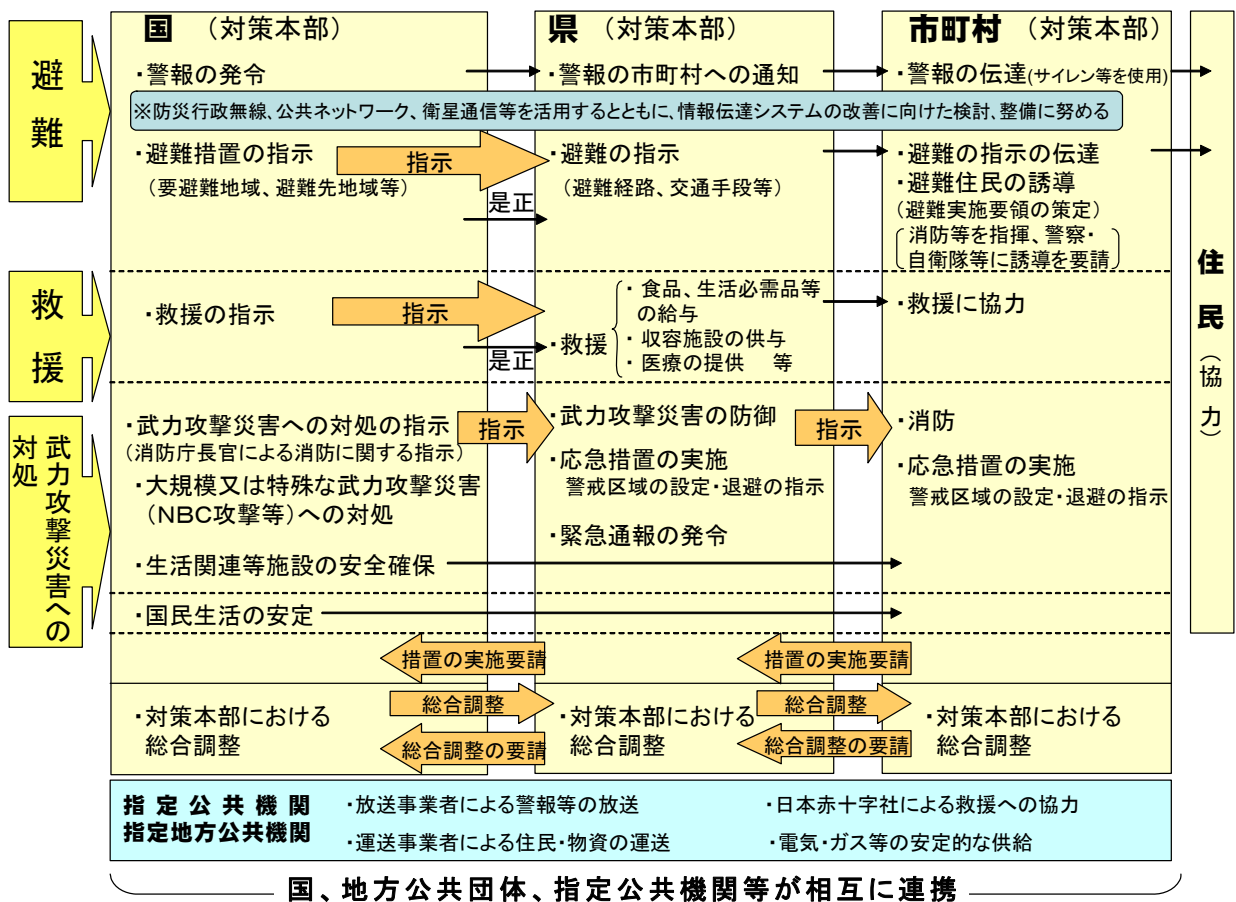 国 (対策本部)
県 (対策本部)
市町村 (対策本部)
避難
・警報の発令
・警報の市町村への通知
・警報の伝達(サイレン等を使用)
※防災行政無線、公共ネットワーク、衛星通信等を活用するとともに、情報伝達システムの改善に向けた検討、整備に努める
・避難措置の指示
(要避難地域、避難先地域等)
指示
是正
・避難の指示
(避難経路、交通手段等)
・避難の指示の伝達
・避難住民の誘導
(避難実施要領の策定)
消防等を指揮、警察・
自衛隊等に誘導を要請
住民(協力)
救援
・救援の指示
指示
是正
・救援
・食品、生活必需品等
の給与
・収容施設の供与
・医療の提供 等
・救援に協力
武力攻撃災害への
対処
・武力攻撃災害への対処の指示
(消防庁長官による消防に関する指示)
・大規模又は特殊な武力攻撃災害
(NBC攻撃等)への対処
・生活関連等施設の安全確保
指示
・武力攻撃災害の防御
・応急措置の実施
警戒区域の設定・退避の指示
・緊急通報の発令
指示
・消防
・応急措置の実施
警戒区域の設定・退避の指示
・国民生活の安定
措置の実施要請
措置の実施要請
・対策本部における
総合調整
総合調整
総合調整の要請
・対策本部における
総合調整
総合調整
総合調整の要請
・対策本部における
総合調整
指定公共機関
指定地方公共機関
・放送事業者による警報等の放送
・日本赤十字社による救援への協力
・運送事業者による住民・物資の運送
・電気・ガス等の安定的な供給
国、地方公共団体、指定公共機関等が相互に連携